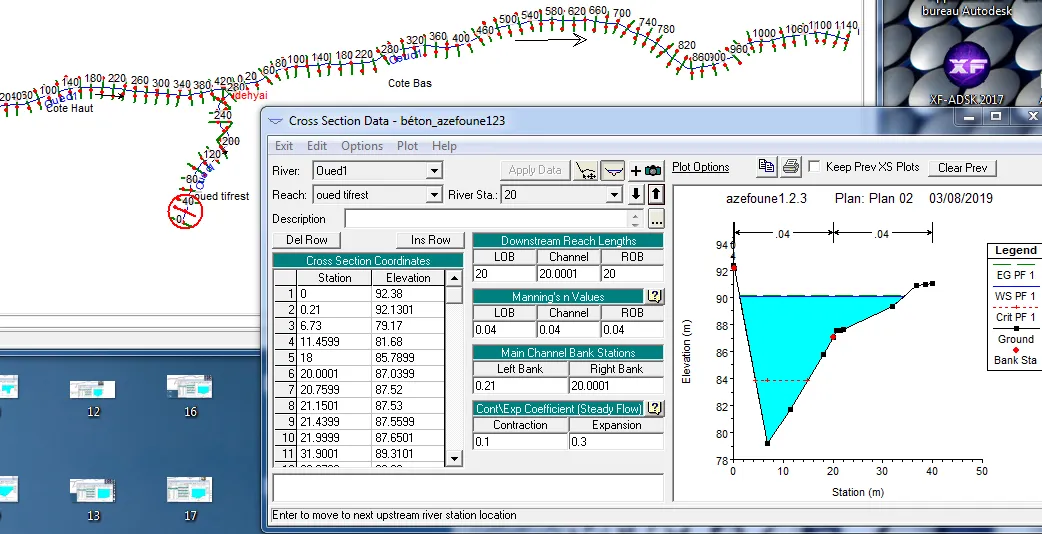 bureau Autodesk
XF
XF-ADSK 2017
500 540 580 620 660 700 740 780 820
860 900 960 1000 1060 1100 1140
280 320 360 400 460
20 60 80 100 140 180 220 260
100 140 180 220 260 300 340 380 420
Oued1
Cote Haut
Cote Bas
280
240
200
120
80
40
0
oued tifrest
12
16
13
17
Cross Section Data - béton_azefoune123
Exit Edit Options Plot Help
River: Oued1
Apply Data
Reach: oued tifrest
River Sta.: 20
Description
...
Del Row
Ins Row
Cross Section Coordinates
Station Elevation
1 0 92.38
2 0.21 92.1301
3 6.73 79.17
4 11.4599 81.68
5 18 85.7899
6 20.0001 87.0399
7 20.7599 87.52
8 21.1501 87.53
9 21.4399 87.5599
10 21.9999 87.6501
11 31.9001 89.3101
Downstream Reach Lengths
LOB Channel ROB
20 20.0001 20
Manning's n Values
LOB Channel ROB
0.04 0.04 0.04
Main Channel Bank Stations
Left Bank Right Bank
0.21 20.0001
Cont\Exp Coefficient (Steady Flow)
Contraction Expansion
0.1 0.3
Enter to move to next upstream river station location
Plot Options
Keep Prev XS Plots
Clear Prev
azefoune1.2.3 Plan: Plan 02 03/08/2019
.04 .04
94
92
90
88
86
84
82
80
78
0 10 20 30 40 50
Elevation (m)
Station (m)
Legend
EG PF 1
WS PF 1
Crit PF 1
Ground
Bank Sta